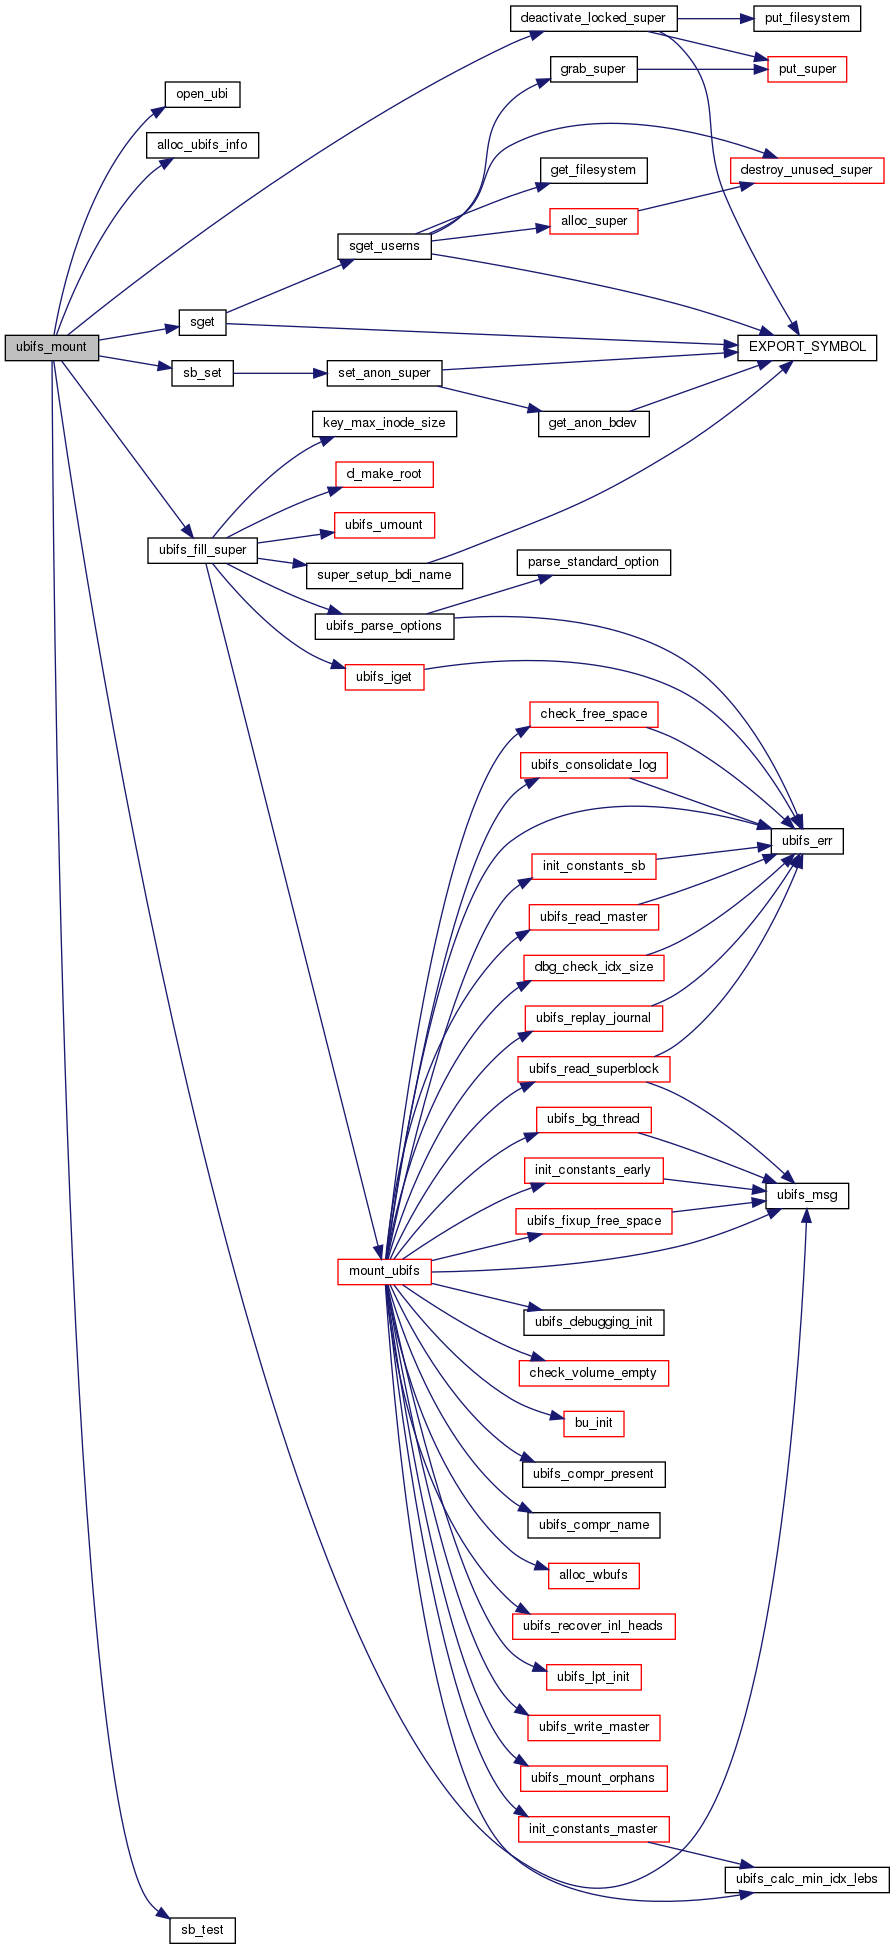 deactivate_locked_super
put_filesystem
grab_super
put_super
open_ubi
alloc_ubifs_info
get_filesystem
destroy_unused_super
alloc_super
sget_userns
sget
ubifs_mount
EXPORT_SYMBOL
sb_set
set_anon_super
key_max_inode_size
get_anon_bdev
d_make_root
ubifs_umount
ubifs_fill_super
parse_standard_option
super_setup_bdi_name
ubifs_parse_options
ubifs_iget
check_free_space
ubifs_consolidate_log
ubifs_err
init_constants_sb
ubifs_read_master
dbg_check_idx_size
ubifs_replay_journal
ubifs_read_superblock
ubifs_bg_thread
init_constants_early
ubifs_msg
ubifs_fixup_free_space
mount_ubifs
ubifs_debugging_init
check_volume_empty
bu_init
ubifs_compr_present
ubifs_compr_name
alloc_wbufs
ubifs_recover_inl_heads
ubifs_lpt_init
ubifs_write_master
ubifs_mount_orphans
init_constants_master
ubifs_calc_min_idx_lebs
sb_test